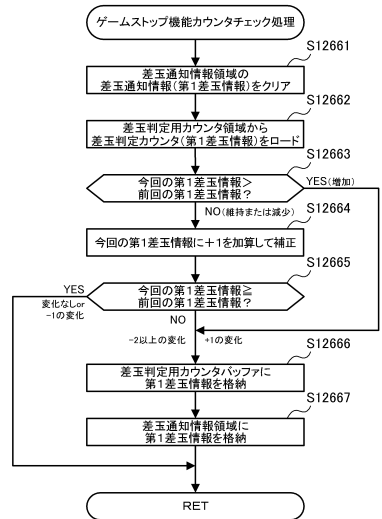 ゲームストップ機能カウンタチェック処理
S12661
差玉通知情報領域の
差玉通知情報(第1差玉情報)をクリア
S12662
差玉判定用カウンタ領域から
差玉判定カウンタ(第1差玉情報)をロード
S12663
今回の第1差玉情報>
前回の第1差玉情報?
YES(増加)
NO(維持または減少)
S12664
今回の第1差玉情報に+1を加算して補正
S12665
YES
今回の第1差玉情報≧
前回の第1差玉情報?
変化なしor
-1の変化
NO
-2以上の変化
+1の変化
S12666
差玉判定用カウンタバッファに
第1差玉情報を格納
S12667
差玉通知情報領域に
第1差玉情報を格納
RET